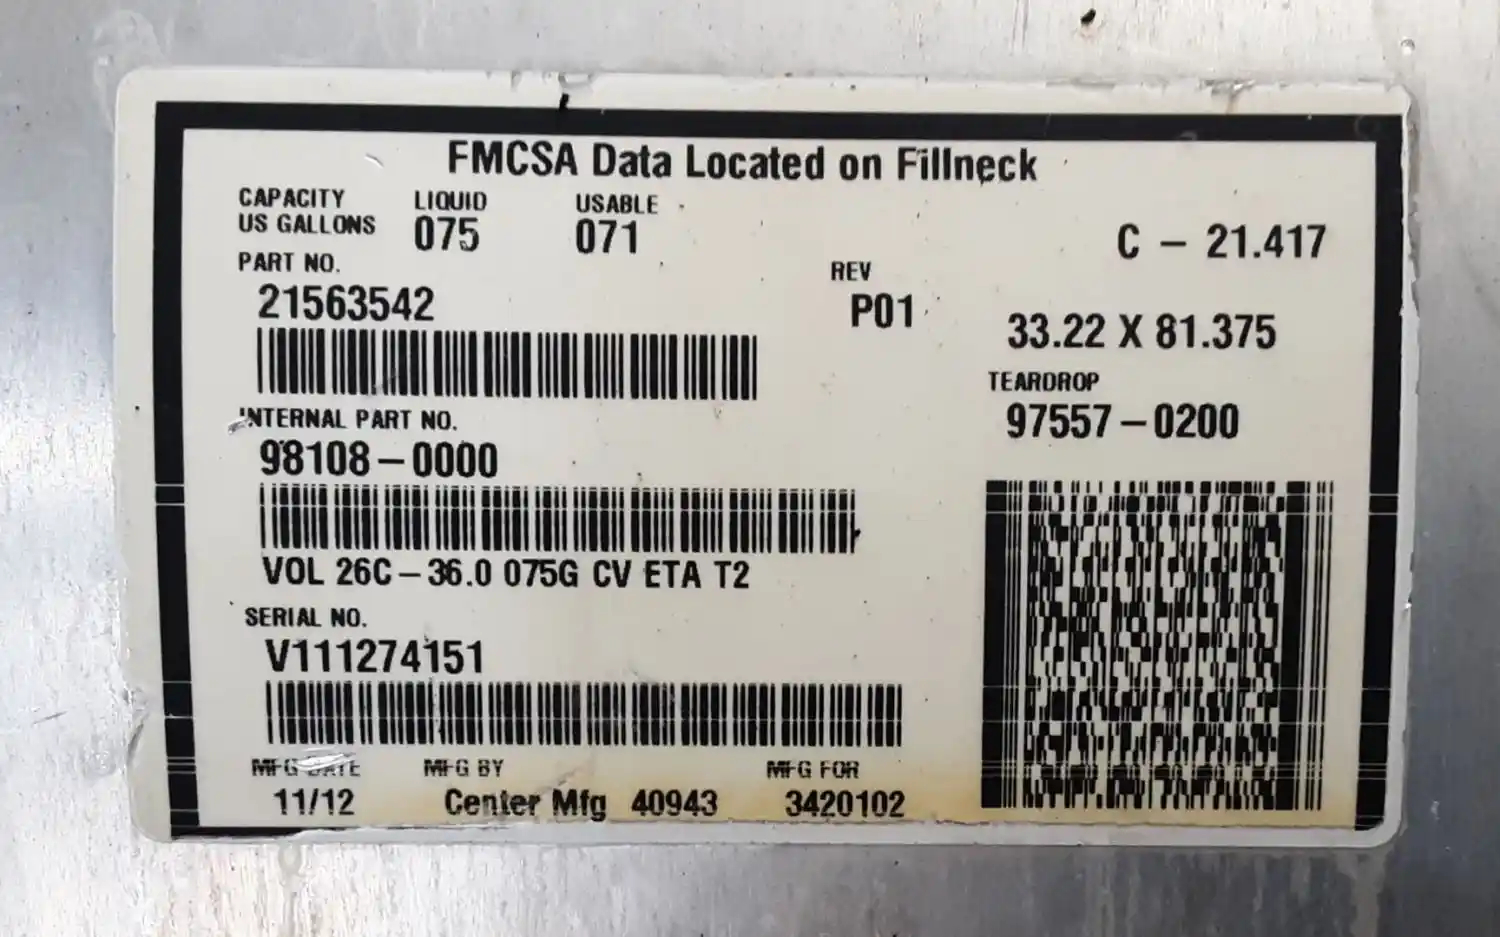 FMCSA Data Located on Fillneck
CAPACITY US GALLONS
LIQUID 075
USABLE 071
C – 21.417
PART NO.
21563542
REV
P01
33.22 X 81.375
TEARDROP
97557–0200
INTERNAL PART NO.
98108–0000
VOL 26C–36.0 075G CV ETA T2
SERIAL NO.
V111274151
MFG DATE MFG BY MFG FOR
11/12 Center Mfg 40943 3420102